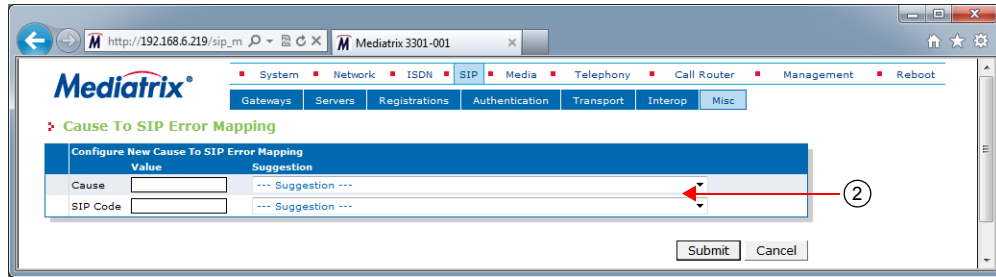 http://192.168.6.219/sip_m
Mediatrix 3301-001
Mediatrix®
System Network ISDN SIP Media Telephony Call Router Management Reboot
Gateways Servers Registrations Authentication Transport Interop Misc
Cause To SIP Error Mapping
Configure New Cause To SIP Error Mapping
Value Suggestion
Cause --- Suggestion ---
2
SIP Code --- Suggestion ---
Submit Cancel